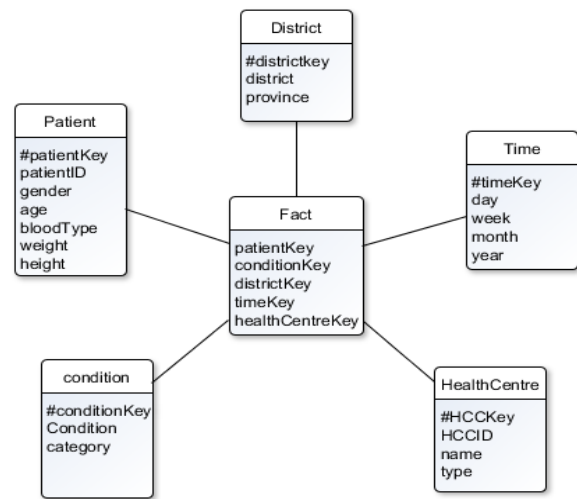 District
#districtkey
district
province
Patient
#patientKey
patientID
gender
age
bloodType
weight
height
Time
#timeKey
day
week
month
year
Fact
patientKey
conditionKey
districtKey
timeKey
healthCentreKey
condition
#conditionKey
Condition
category
HealthCentre
#HCCKey
HCCID
name
type